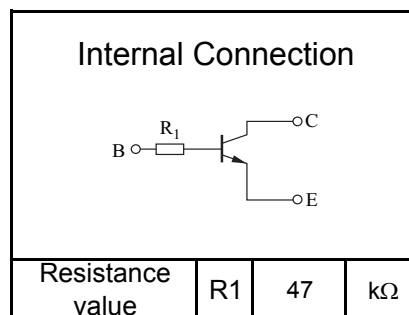 Internal Connection
R1
C
B
E
Resistance value
R1
47
kΩ